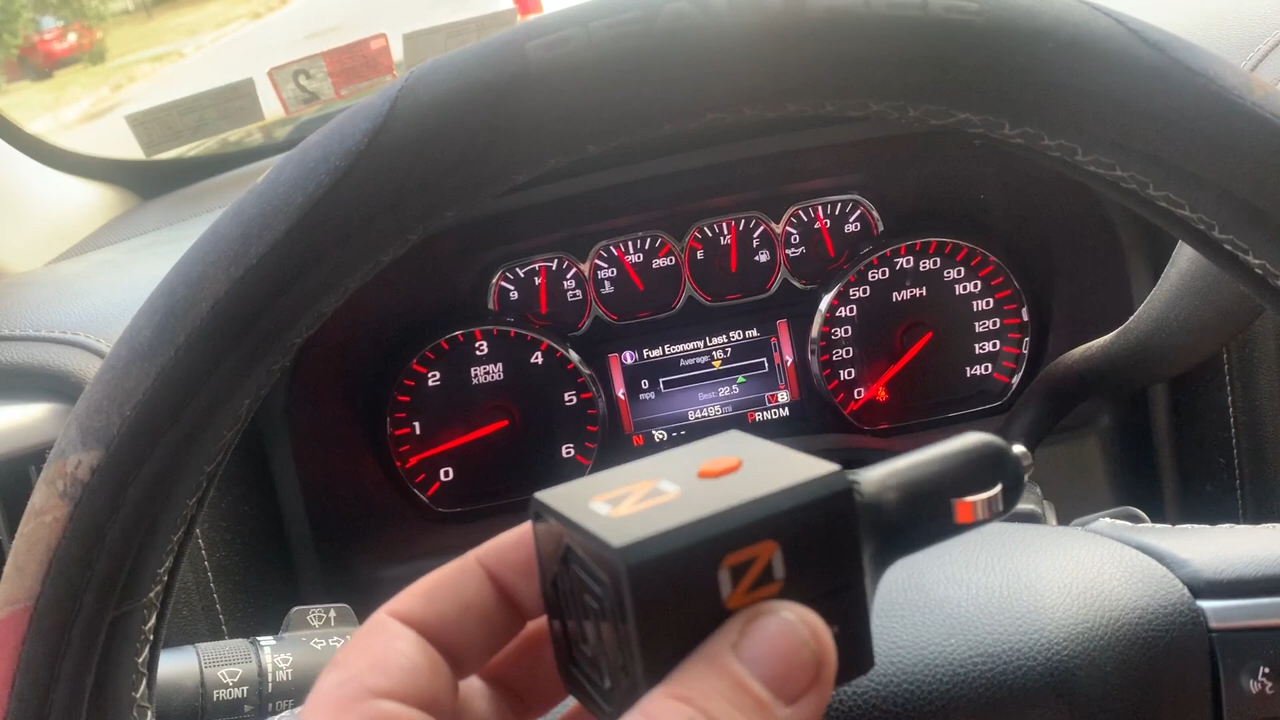 2
9 14 19
160 210 260
E 1/2 F
0 40 80
0 1 2 3 4 5 6
RPM
x1000
Fuel Economy Last 50 mi.
Average: 16.7
0
mpg
Best: 22.5
V8
84495 mi
PRNDM
N --
0 10 20 30 40 50 60 70 80 90 100 110 120 130 140
MPH
N
N
FRONT
INT
OFF